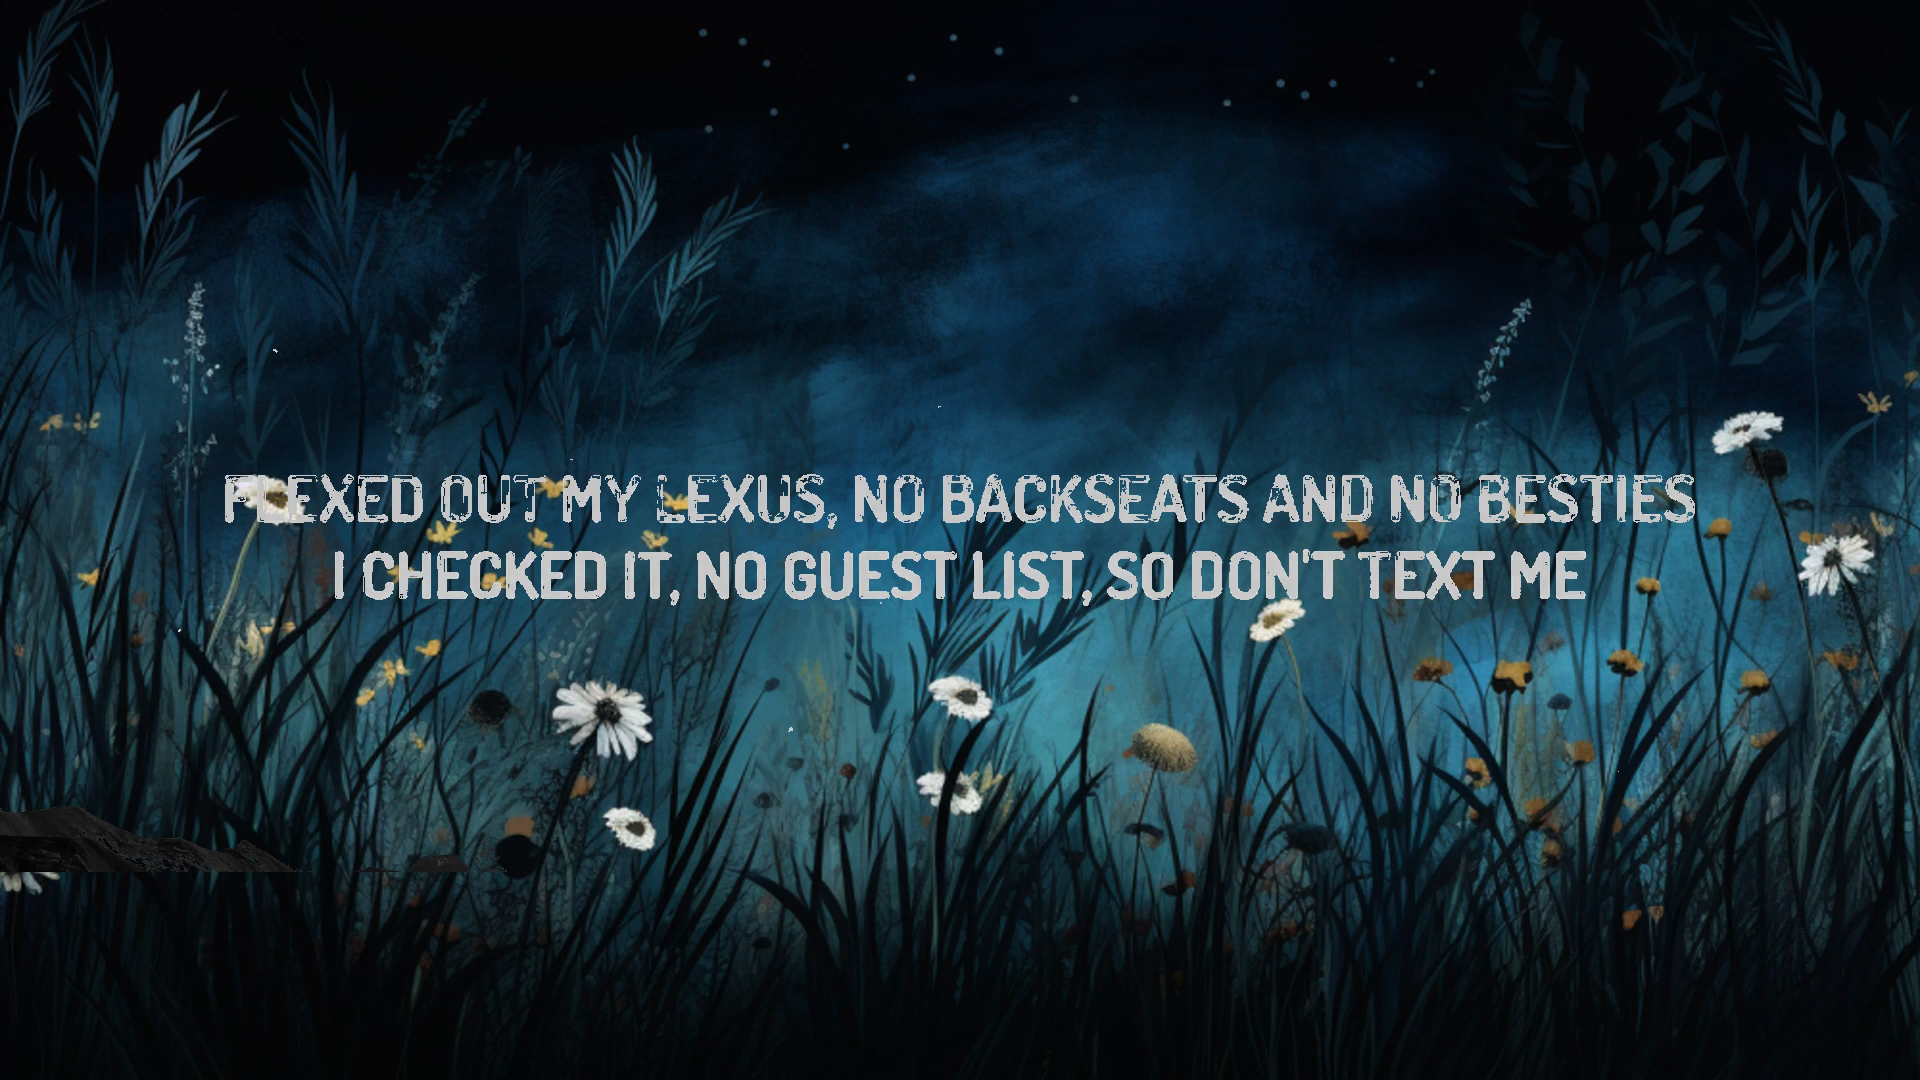 FLEXED OUT MY LEXUS, NO BACKSEATS AND NO BESTIES
I CHECKED IT, NO GUEST LIST, SO DON'T TEXT ME